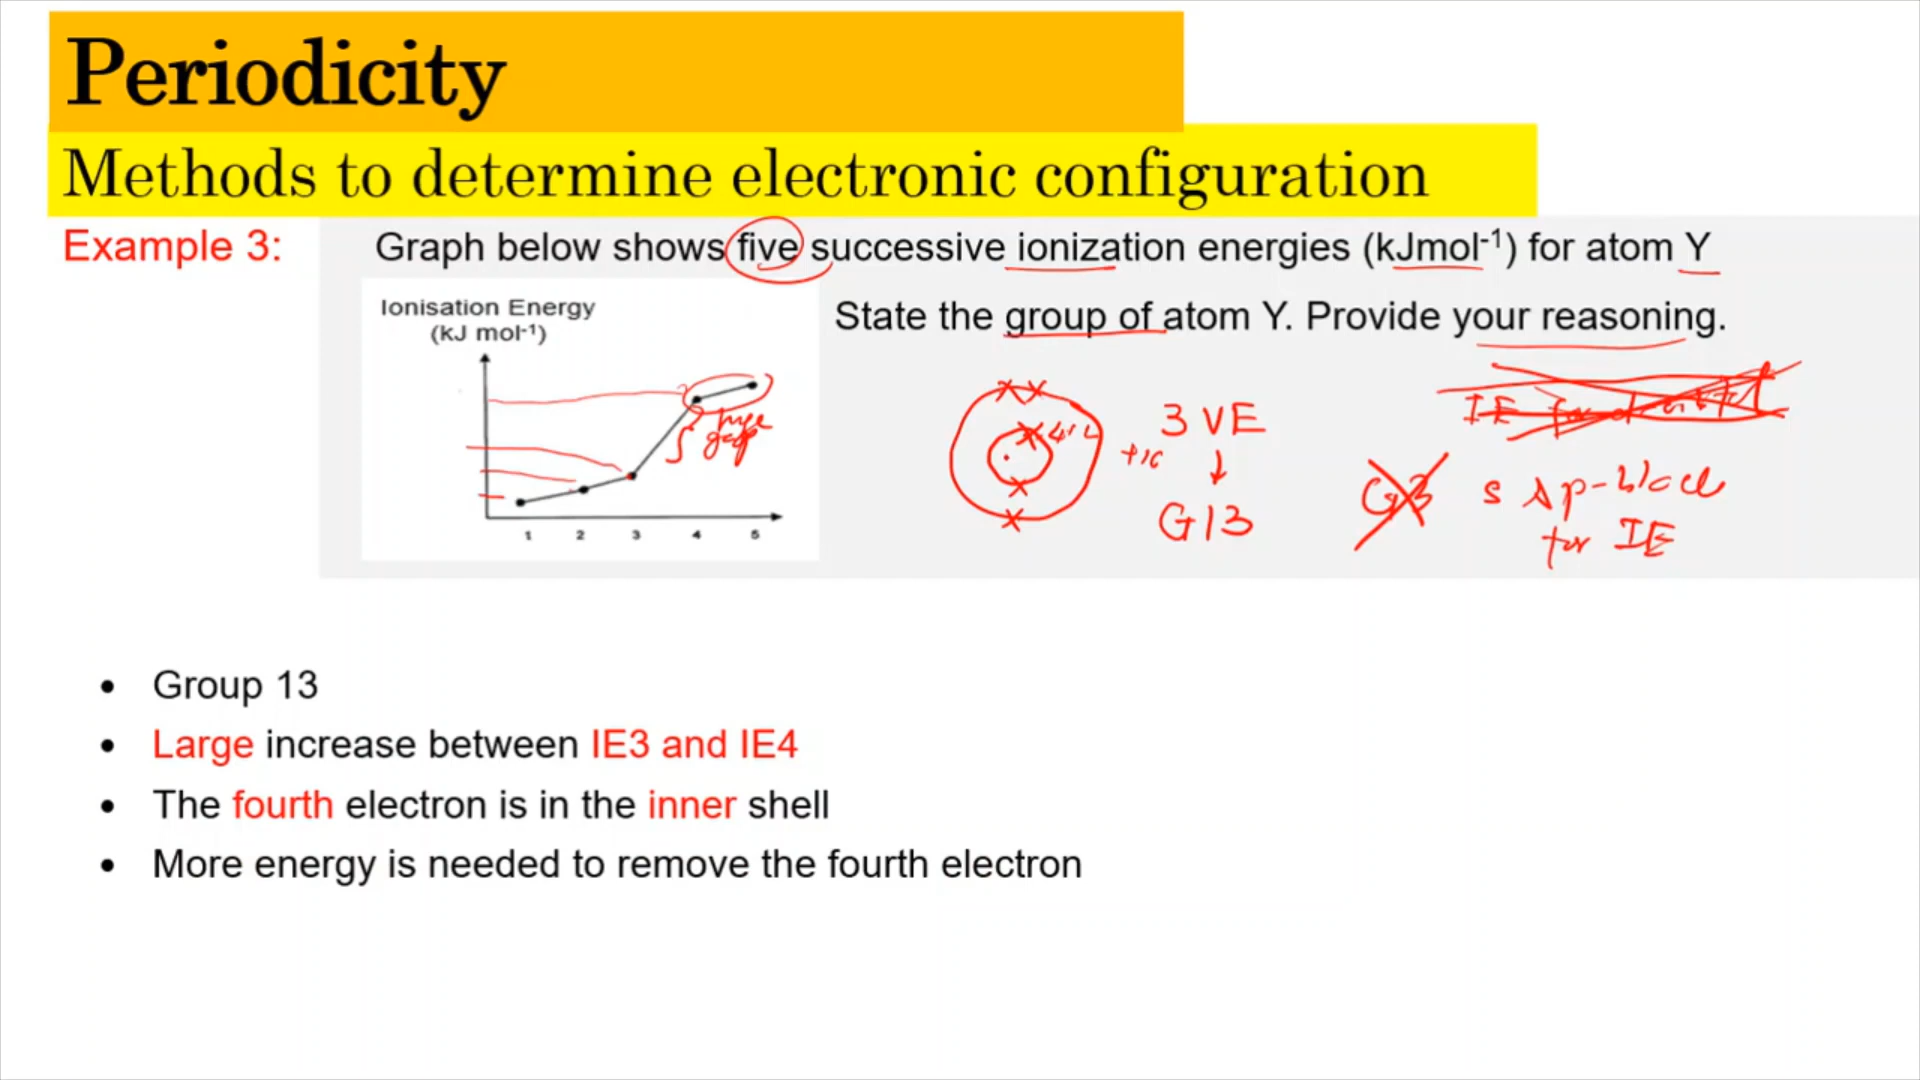 Periodicity
Methods to determine electronic configuration
Example 3:
Graph below shows five successive ionization energies (kJmol-1) for atom Y
Ionisation Energy
(kJ mol-1)
1 2 3 4 5
huge
gap
State the group of atom Y. Provide your reasoning.
3 VE
G13
G3
s p-block
for IE
• Group 13
• Large increase between IE3 and IE4
• The fourth electron is in the inner shell
• More energy is needed to remove the fourth electron